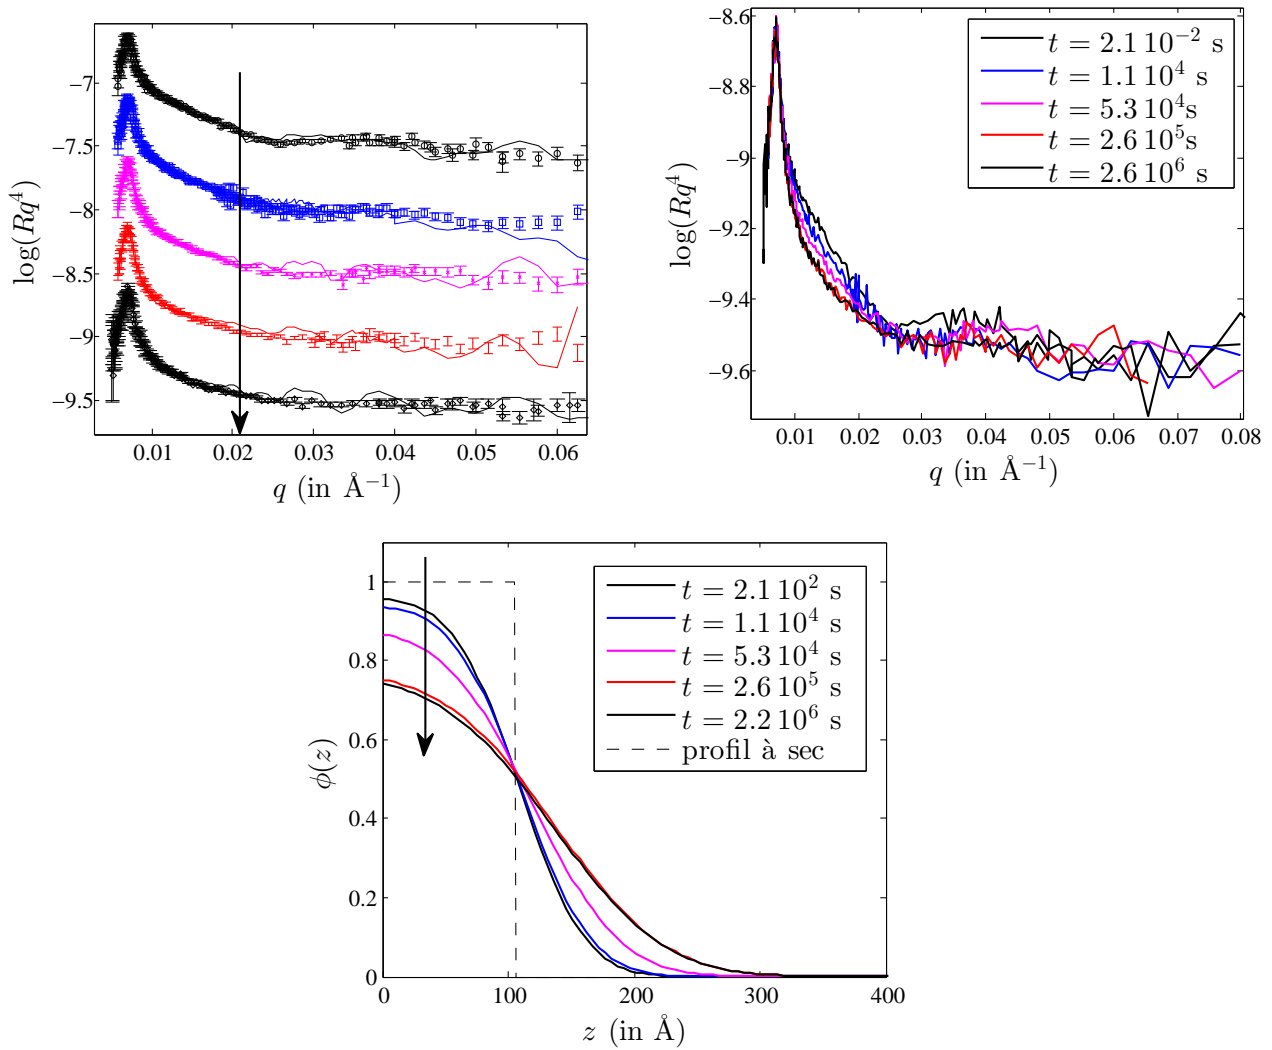 log(Rq⁴)
−7
−7.5
−8
−8.5
−9
−9.5
0.01 0.02 0.03 0.04 0.05 0.06
q (in Å⁻¹)
log(Rq⁴)
−8.6
−8.8
−9
−9.2
−9.4
−9.6
0.01 0.02 0.03 0.04 0.05 0.06 0.07 0.08
q (in Å⁻¹)
t = 2.1 10⁻² s
t = 1.1 10⁴ s
t = 5.3 10⁴s
t = 2.6 10⁵s
t = 2.6 10⁶ s
ϕ(z)
1
0.8
0.6
0.4
0.2
0
0 100 200 300 400
z (in Å)
t = 2.1 10² s
t = 1.1 10⁴ s
t = 5.3 10⁴ s
t = 2.6 10⁵ s
t = 2.2 10⁶ s
profil à sec